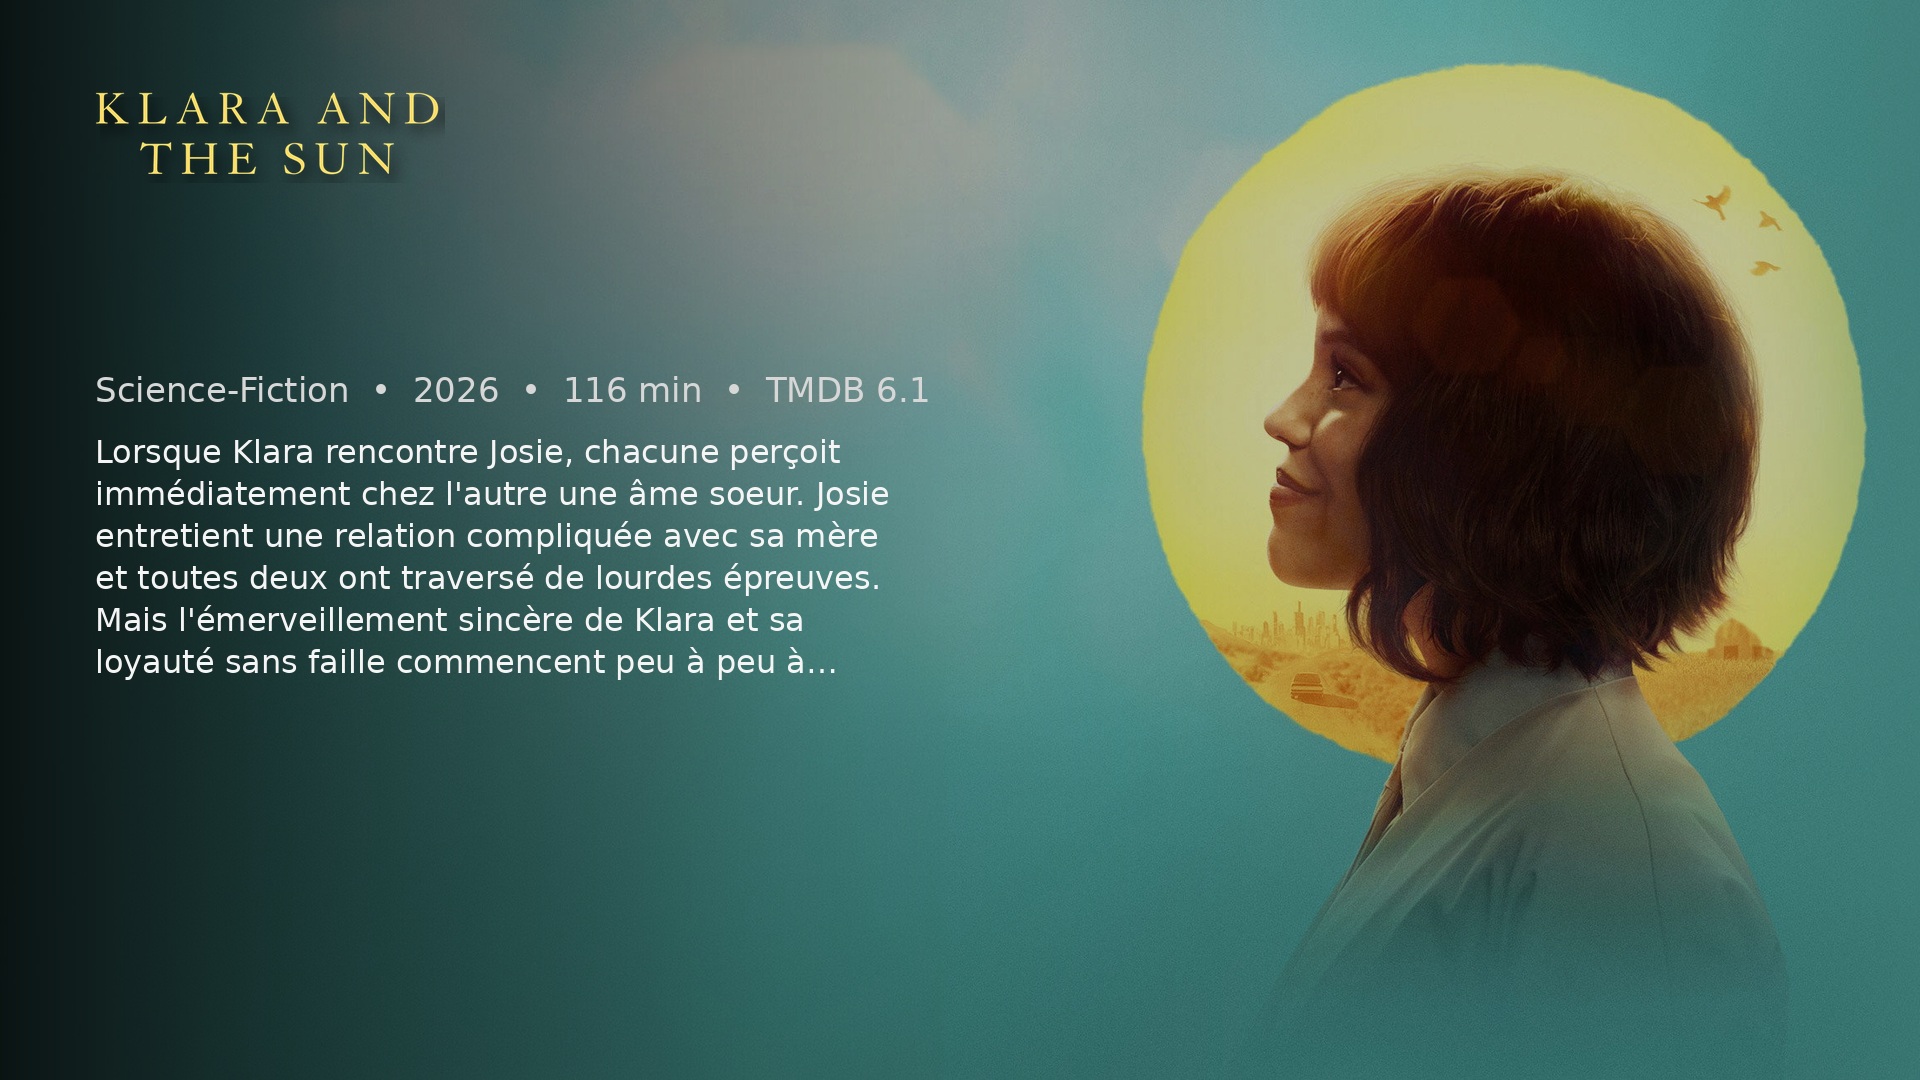 KLARA AND
THE SUN
Science-Fiction • 2026 • 116 min • TMDB 6.1
Lorsque Klara rencontre Josie, chacune perçoit
immédiatement chez l'autre une âme soeur. Josie
entretient une relation compliquée avec sa mère
et toutes deux ont traversé de lourdes épreuves.
Mais l'émerveillement sincère de Klara et sa
loyauté sans faille commencent peu à peu à...